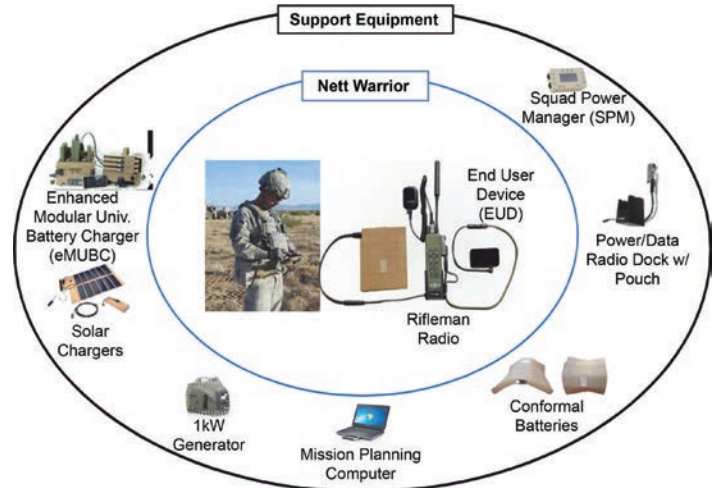 Support Equipment
Nett Warrior
Squad Power
Manager (SPM)
Enhanced
Modular Univ.
Battery Charger
(eMUBC)
End User
Device
(EUD)
Power/Data
Radio Dock w/
Pouch
Rifleman
Radio
Solar
Chargers
1kW
Generator
Mission Planning
Computer
Conformal
Batteries